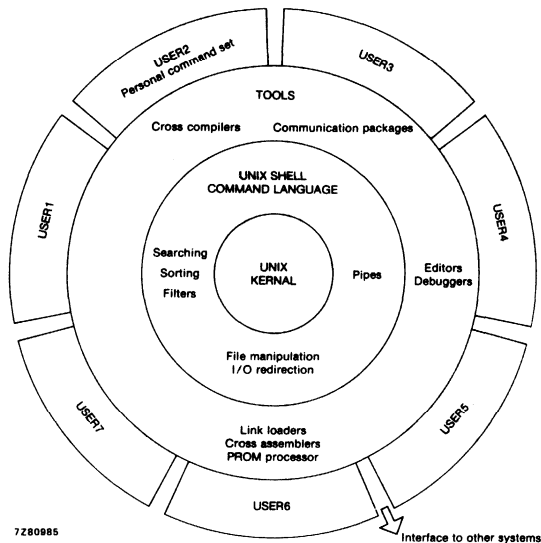 USER2
Personal command set
USER3
TOOLS
Cross compilers
Communication packages
UNIX SHELL
COMMAND LANGUAGE
USER1
USER4
Searching
Sorting
Filters
UNIX
KERNAL
Pipes
Editors
Debuggers
File manipulation
I/O redirection
USER7
USER5
Link loaders
Cross assemblers
PROM processor
USER6
7Z80985
Interface to other systems